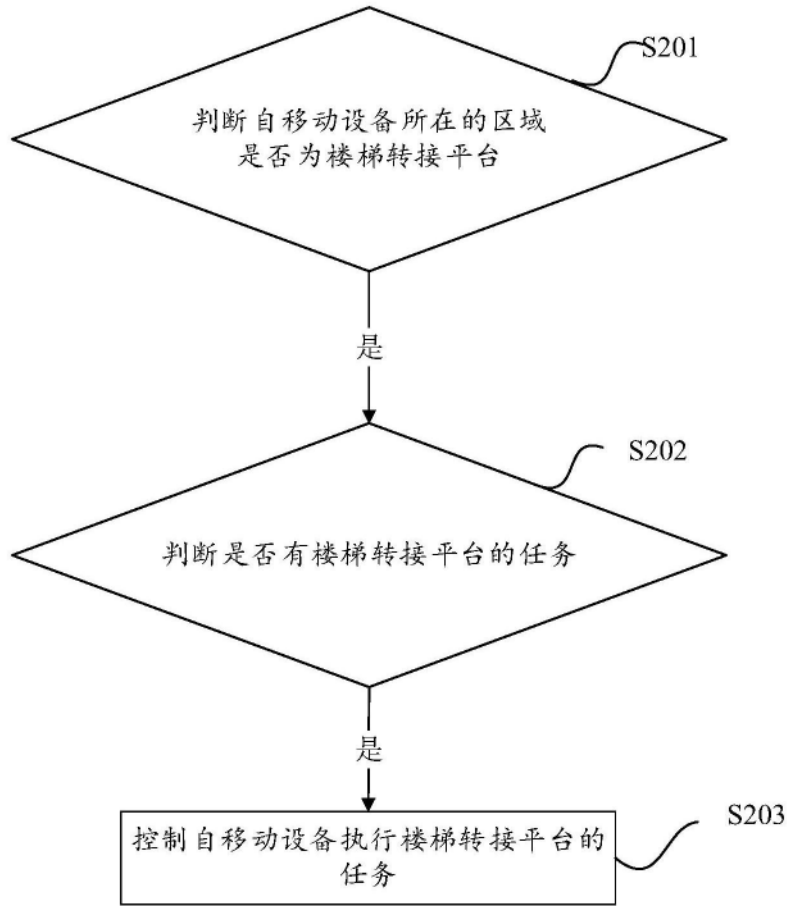 S201
判断自移动设备所在的区域
是否为楼梯转接平台
是
S202
判断是否有楼梯转接平台的任务
是
S203
控制自移动设备执行楼梯转接平台的
任务